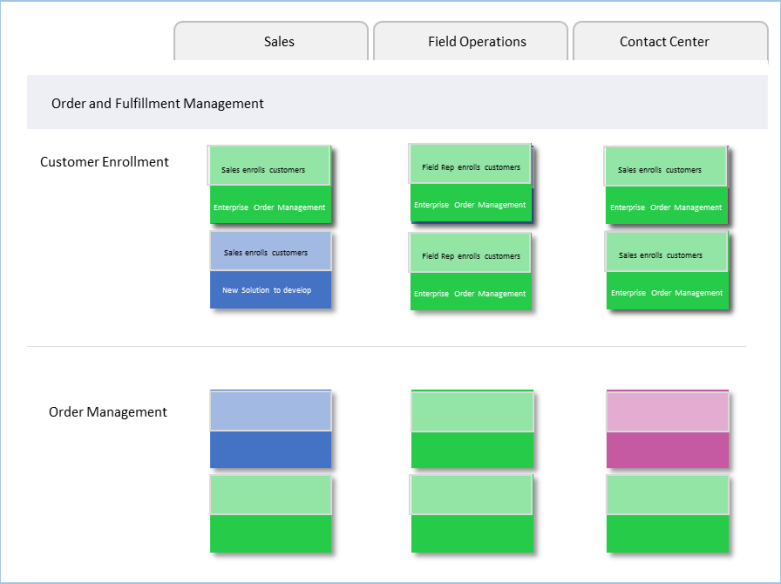 Sales
Field Operations
Contact Center
Order and Fulfillment Management
Customer Enrollment
Sales enrolls customers
Field Rep enrolls customers
Sales enrolls customers
Enterprise Order Management
Enterprise Order Management
Enterprise Order Management
Sales enrolls customers
Field Rep enrolls customers
Sales enrolls customers
New Solution to develop
Enterprise Order Management
Enterprise Order Management
Order Management